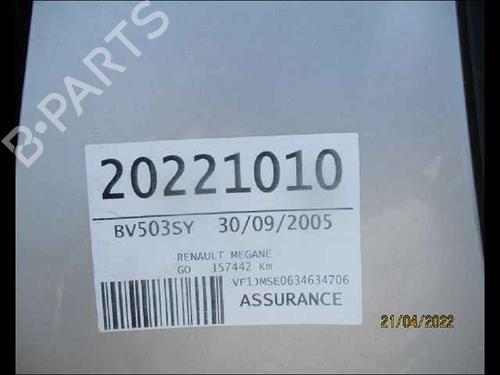 B-PARTS
20221010
BV503SY 30/09/2005
RENAULT MEGANE
GO 157442 Km
VF1JMSE0634634706
ASSURANCE
21/04/2022